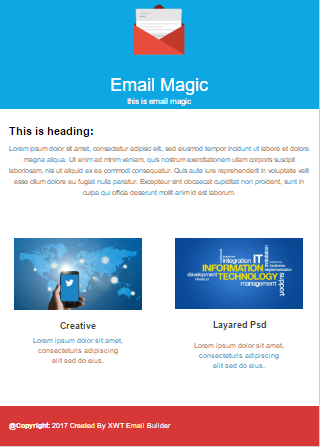 Email Magic
this is email magic
This is heading:
Lorem ipsum dolor sit amet, consectetur adipisi elit, sed eiusmod tempor incidunt ut labore et dolore
magna aliqua. Ut enim ad minim veniam, quis nostrum exercitationem ullam corporis suscipit
laboriosam, nisi ut aliquid ex ea commodi consequatur. Quis aute iure reprehenderit in voluptate velit
esse cillum dolore eu fugiat nulla pariatur. Excepteur sint obcaecat cupiditat non proident, sunt in
culpa qui officia deserunt mollit anim id est laborum.
integration IT
INFORMATION
development TECHNOLOGY
management
support
business
implementation
Creative
Layared Psd
Lorem ipsum dolor sit amet,
consecteturis adipiscing
elit sed do eius.
Lorem ipsum dolor sit amet,
consecteturis adipiscing
elit sed do eius.
@Copyright: 2017 Created By XWT Email Builder